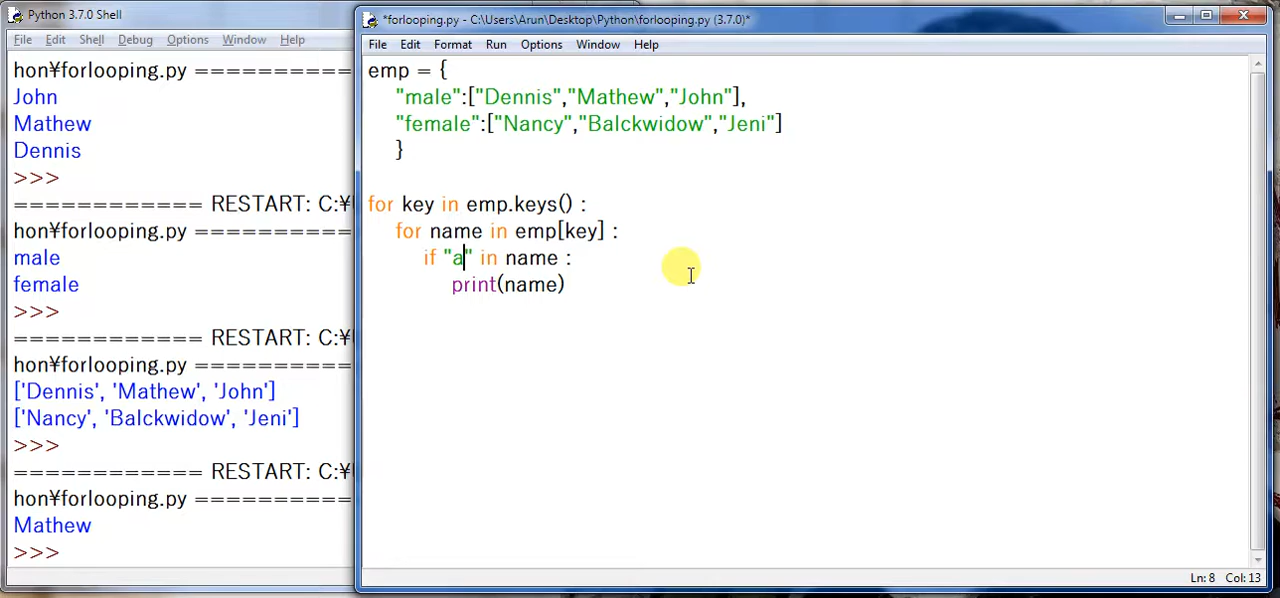 Python 3.7.0 Shell
File Edit Shell Debug Options Window Help
hon¥forlooping.py ============
John
Mathew
Dennis
>>>
============ RESTART: C:¥
hon¥forlooping.py ============
male
female
>>>
============ RESTART: C:¥
hon¥forlooping.py ============
['Dennis', 'Mathew', 'John']
['Nancy', 'Balckwidow', 'Jeni']
>>>
============ RESTART: C:¥
hon¥forlooping.py ============
Mathew
>>>
*forlooping.py - C:\Users\Arun\Desktop\Python\forlooping.py (3.7.0)*
File Edit Format Run Options Window Help
emp = {
"male":["Dennis","Mathew","John"],
"female":["Nancy","Balckwidow","Jeni"]
}
for key in emp.keys() :
for name in emp[key] :
if "a" in name :
print(name)
Ln: 8 Col: 13